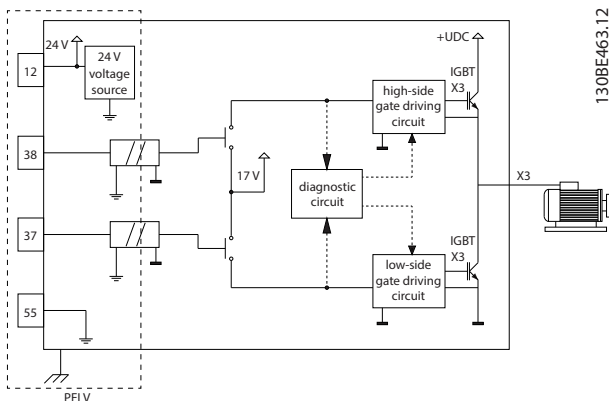 130BE463.12
+UDC
24 V
12
24 V
voltage
source
high-side
gate driving
circuit
IGBT
X3
38
17 V
diagnostic
circuit
X3
37
low-side
gate driving
circuit
IGBT
X3
55
PELV